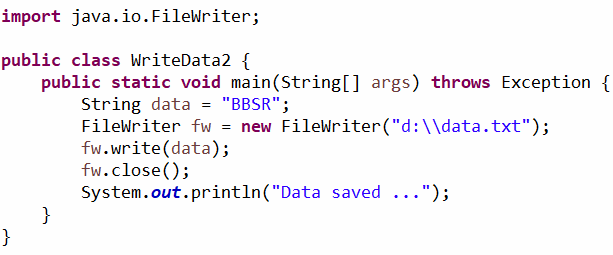 import java.io.FileWriter;
public class WriteData2 {
    public static void main(String[] args) throws Exception {
        String data = "BBSR";
        FileWriter fw = new FileWriter("d:\\data.txt");
        fw.write(data);
        fw.close();
        System.out.println("Data saved ...");
    }
}